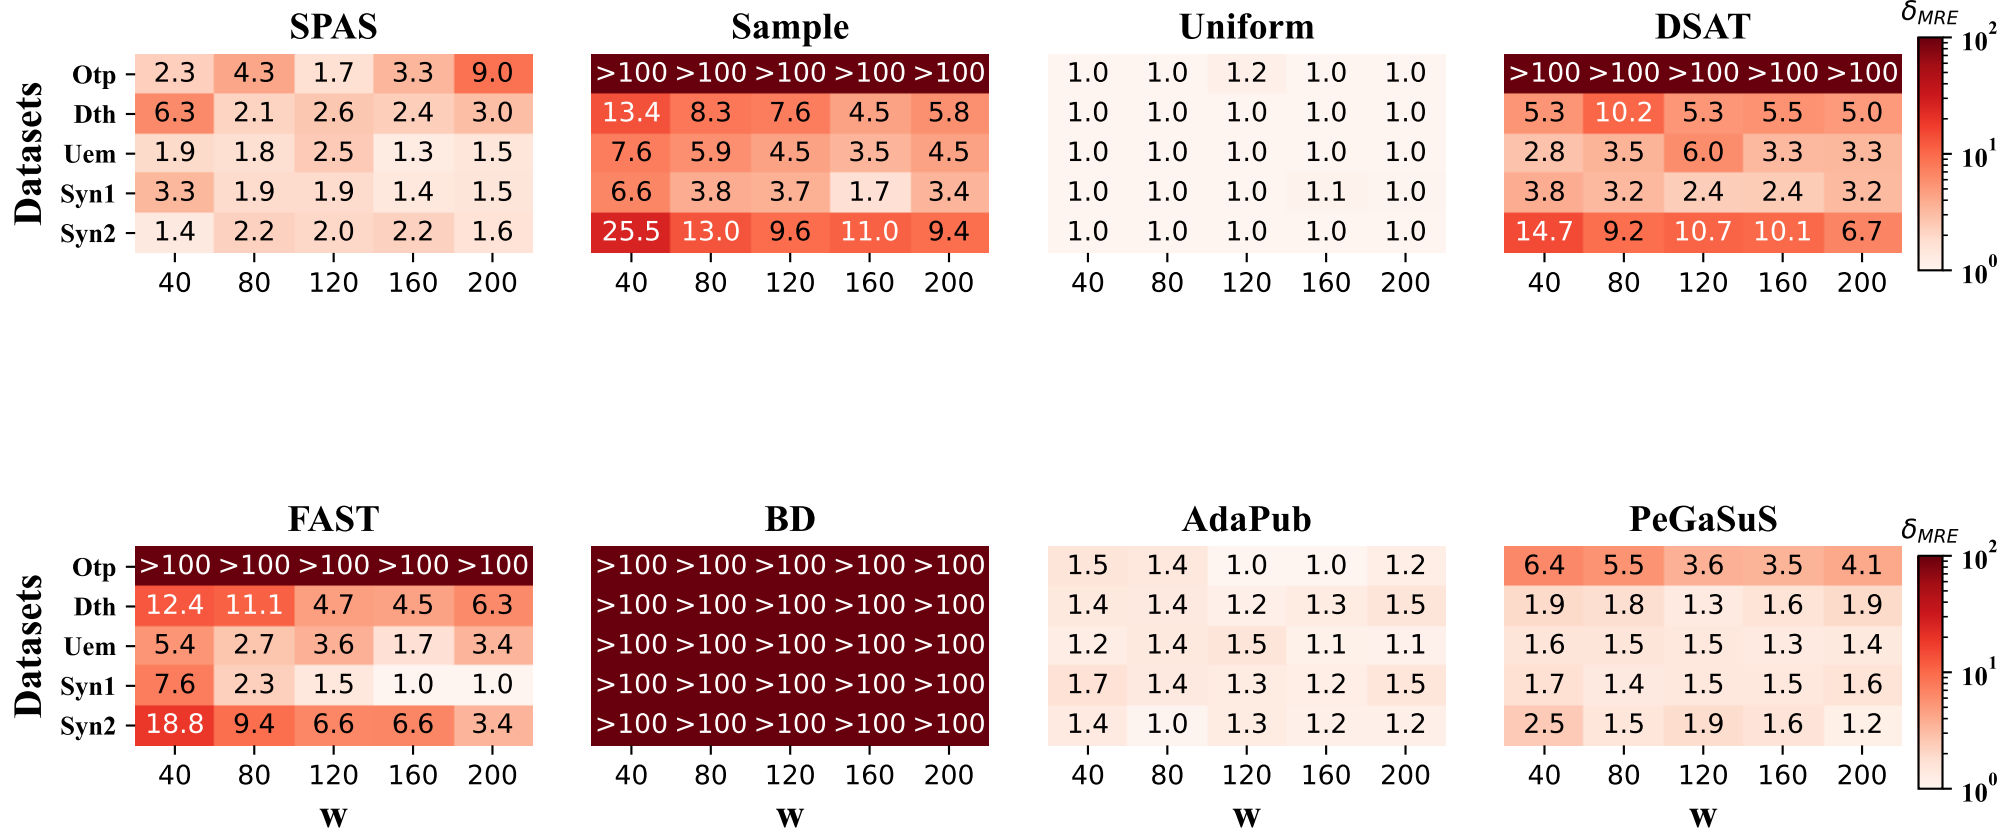 SPAS Sample Uniform DSAT δMRE
Datasets
Otp 2.3 4.3 1.7 3.3 9.0 >100 >100 >100 >100 >100 1.0 1.0 1.2 1.0 1.0 >100 >100 >100 >100 >100 10²
Dth 6.3 2.1 2.6 2.4 3.0 13.4 8.3 7.6 4.5 5.8 1.0 1.0 1.0 1.0 1.0 5.3 10.2 5.3 5.5 5.0
Uem 1.9 1.8 2.5 1.3 1.5 7.6 5.9 4.5 3.5 4.5 1.0 1.0 1.0 1.0 1.0 2.8 3.5 6.0 3.3 3.3 10¹
Syn1 3.3 1.9 1.9 1.4 1.5 6.6 3.8 3.7 1.7 3.4 1.0 1.0 1.0 1.1 1.0 3.8 3.2 2.4 2.4 3.2
Syn2 1.4 2.2 2.0 2.2 1.6 25.5 13.0 9.6 11.0 9.4 1.0 1.0 1.0 1.0 1.0 14.7 9.2 10.7 10.1 6.7 10⁰
40 80 120 160 200 40 80 120 160 200 40 80 120 160 200 40 80 120 160 200
FAST BD AdaPub PeGaSuS δMRE
Datasets
Otp >100 >100 >100 >100 >100 >100 >100 >100 >100 >100 1.5 1.4 1.0 1.0 1.2 6.4 5.5 3.6 3.5 4.1 10²
Dth 12.4 11.1 4.7 4.5 6.3 >100 >100 >100 >100 >100 1.4 1.4 1.2 1.3 1.5 1.9 1.8 1.3 1.6 1.9
Uem 5.4 2.7 3.6 1.7 3.4 >100 >100 >100 >100 >100 1.2 1.4 1.5 1.1 1.1 1.6 1.5 1.5 1.3 1.4 10¹
Syn1 7.6 2.3 1.5 1.0 1.0 >100 >100 >100 >100 >100 1.7 1.4 1.3 1.2 1.5 1.7 1.4 1.5 1.5 1.6
Syn2 18.8 9.4 6.6 6.6 3.4 >100 >100 >100 >100 >100 1.4 1.0 1.3 1.2 1.2 2.5 1.5 1.9 1.6 1.2 10⁰
40 80 120 160 200 40 80 120 160 200 40 80 120 160 200 40 80 120 160 200
w w w w